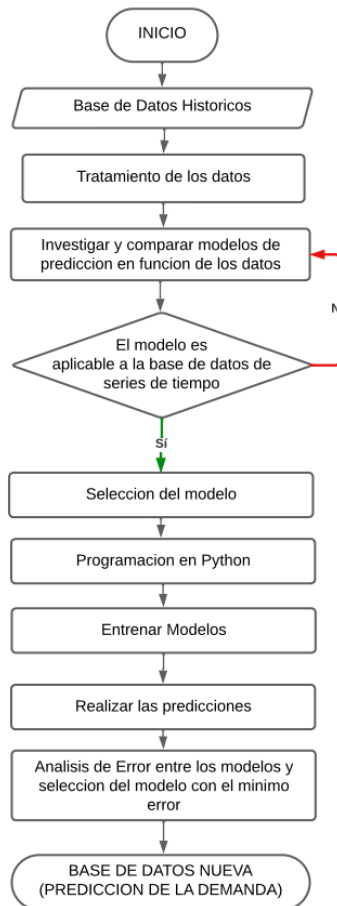 INICIO
Base de Datos Historicos
Tratamiento de los datos
Investigar y comparar modelos de
prediccion en funcion de los datos
El modelo es
aplicable a la base de datos de
series de tiempo
Sí
Seleccion del modelo
Programacion en Python
Entrenar Modelos
Realizar las predicciones
Analisis de Error entre los modelos y
seleccion del modelo con el minimo
error
BASE DE DATOS NUEVA
(PREDICCION DE LA DEMANDA)